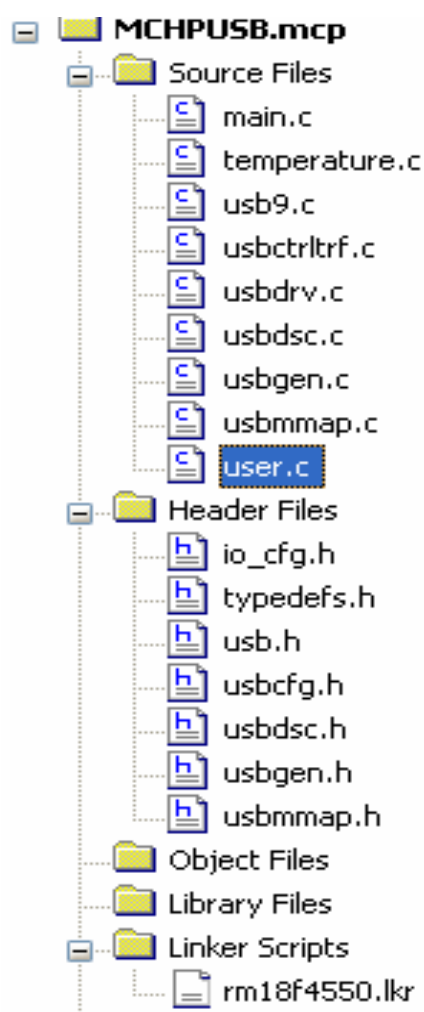 MCHPUSB.mcp
Source Files
main.c
temperature.c
usb9.c
usbctrltrf.c
usbdrv.c
usbdsc.c
usbgen.c
usbmmap.c
user.c
Header Files
io_cfg.h
typedefs.h
usb.h
usbcfg.h
usbdsc.h
usbgen.h
usbmmap.h
Object Files
Library Files
Linker Scripts
rm18f4550.lkr